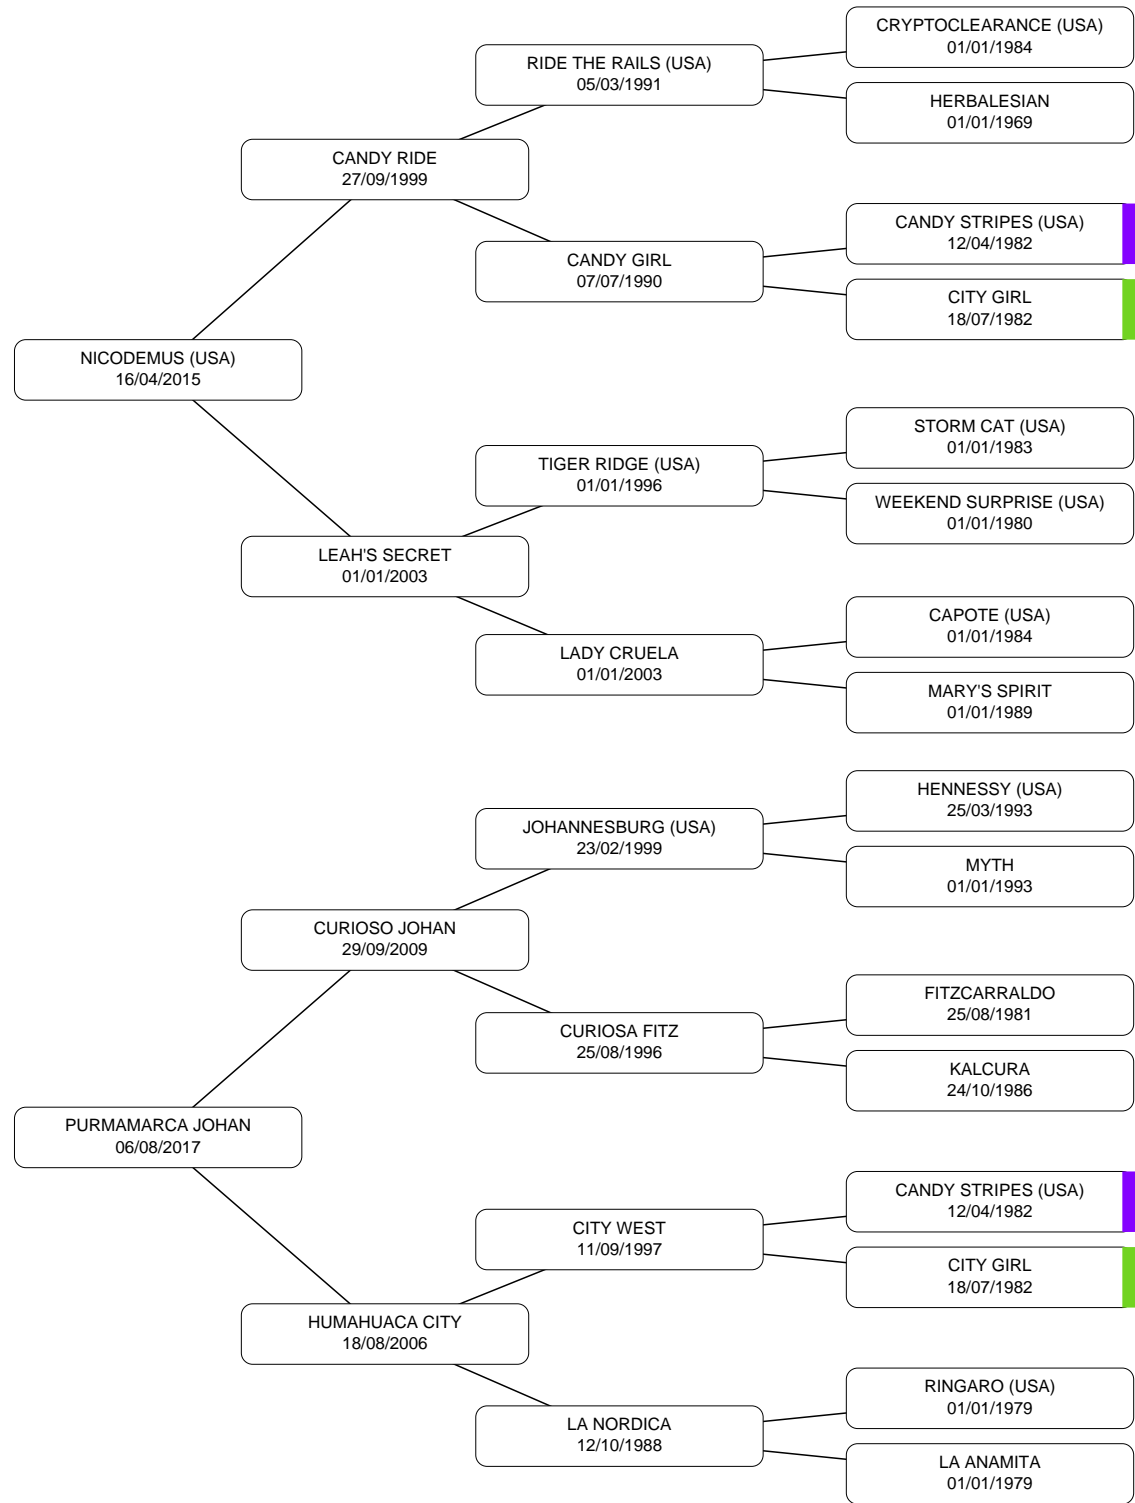 CRYPTOCLEARANCE (USA)
01/01/1984
RIDE THE RAILS (USA)
05/03/1991
HERBALESIAN
01/01/1969
CANDY RIDE
27/09/1999
CANDY STRIPES (USA)
12/04/1982
CANDY GIRL
07/07/1990
CITY GIRL
18/07/1982
NICODEMUS (USA)
16/04/2015
STORM CAT (USA)
01/01/1983
TIGER RIDGE (USA)
01/01/1996
WEEKEND SURPRISE (USA)
01/01/1980
LEAH'S SECRET
01/01/2003
CAPOTE (USA)
01/01/1984
LADY CRUELA
01/01/2003
MARY'S SPIRIT
01/01/1989
HENNESSY (USA)
25/03/1993
JOHANNESBURG (USA)
23/02/1999
MYTH
01/01/1993
CURIOSO JOHAN
29/09/2009
FITZCARRALDO
25/08/1981
CURIOSA FITZ
25/08/1996
KALCURA
24/10/1986
PURMAMARCA JOHAN
06/08/2017
CANDY STRIPES (USA)
12/04/1982
CITY WEST
11/09/1997
CITY GIRL
18/07/1982
HUMAHUACA CITY
18/08/2006
RINGARO (USA)
01/01/1979
LA NORDICA
12/10/1988
LA ANAMITA
01/01/1979